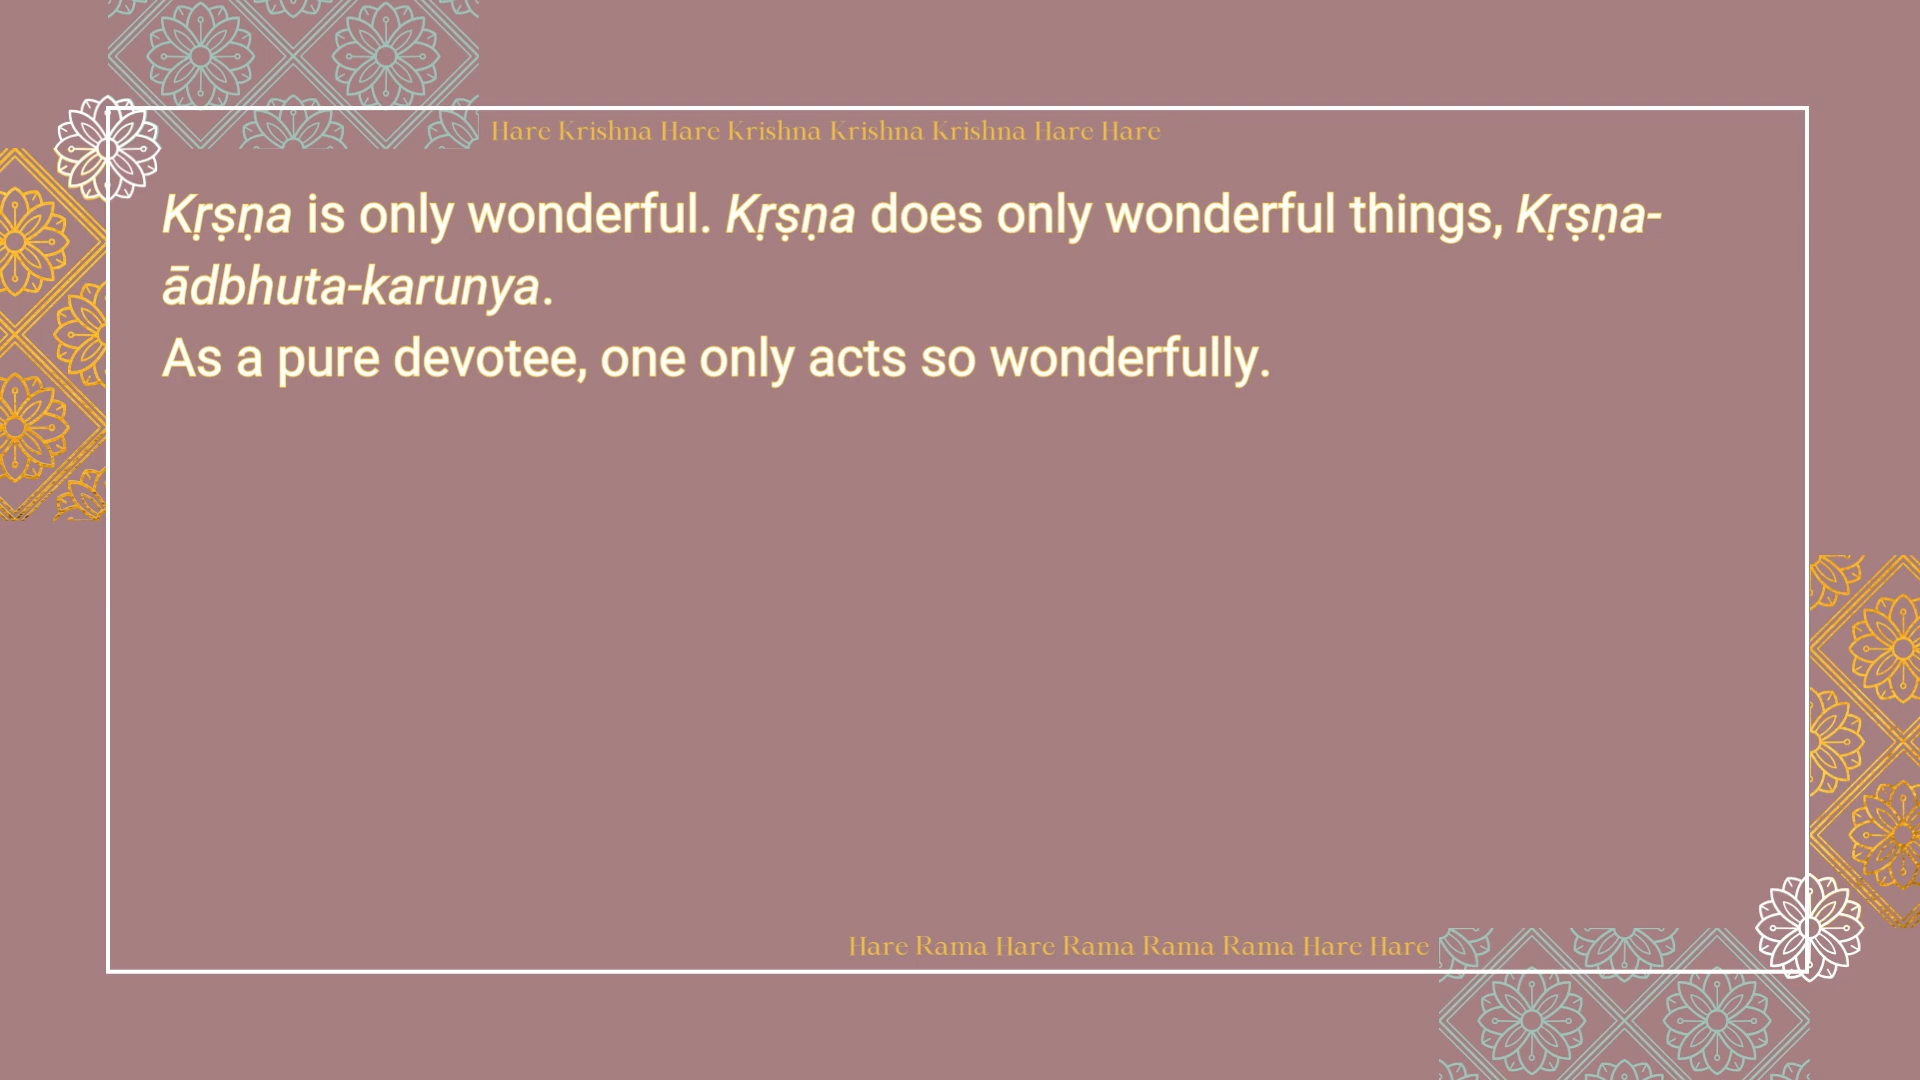 Hare Krishna Hare Krishna Krishna Krishna Hare Hare
Kṛṣṇa is only wonderful. Kṛṣṇa does only wonderful things, Kṛṣṇa-
ādbhuta-karunya.
As a pure devotee, one only acts so wonderfully.
Hare Rama Hare Rama Rama Rama Hare Hare